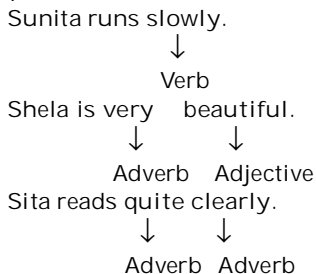 Sunita runs slowly.
↓
Verb
Shela is very beautiful.
↓ ↓
Adverb Adjective
Sita reads quite clearly.
↓ ↓
Adverb Adverb